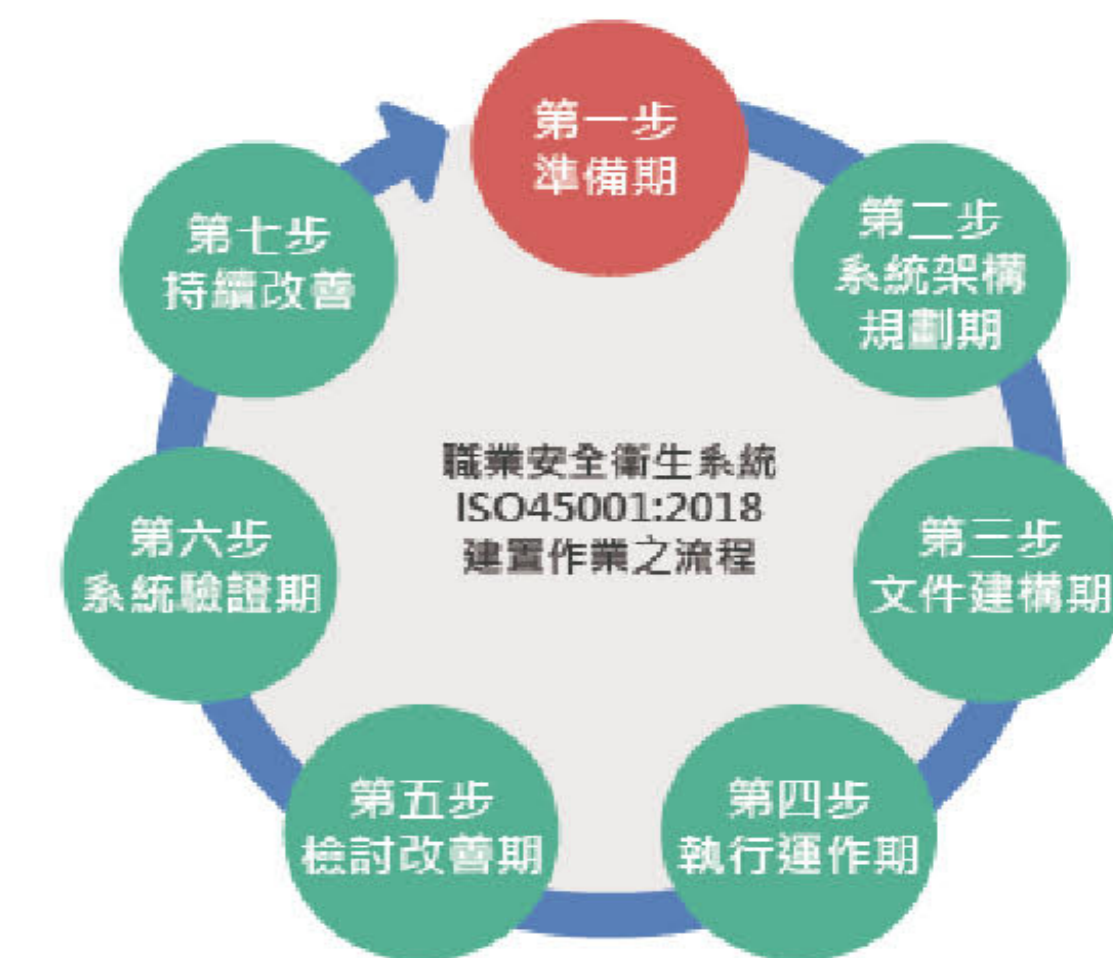 第一步
準備期
第二步
系統架構
規劃期
第三步
文件建構期
第四步
執行運作期
第五步
檢討改善期
第六步
系統驗證期
第七步
持續改善
職業安全衛生系統
ISO45001:2018
建置作業之流程